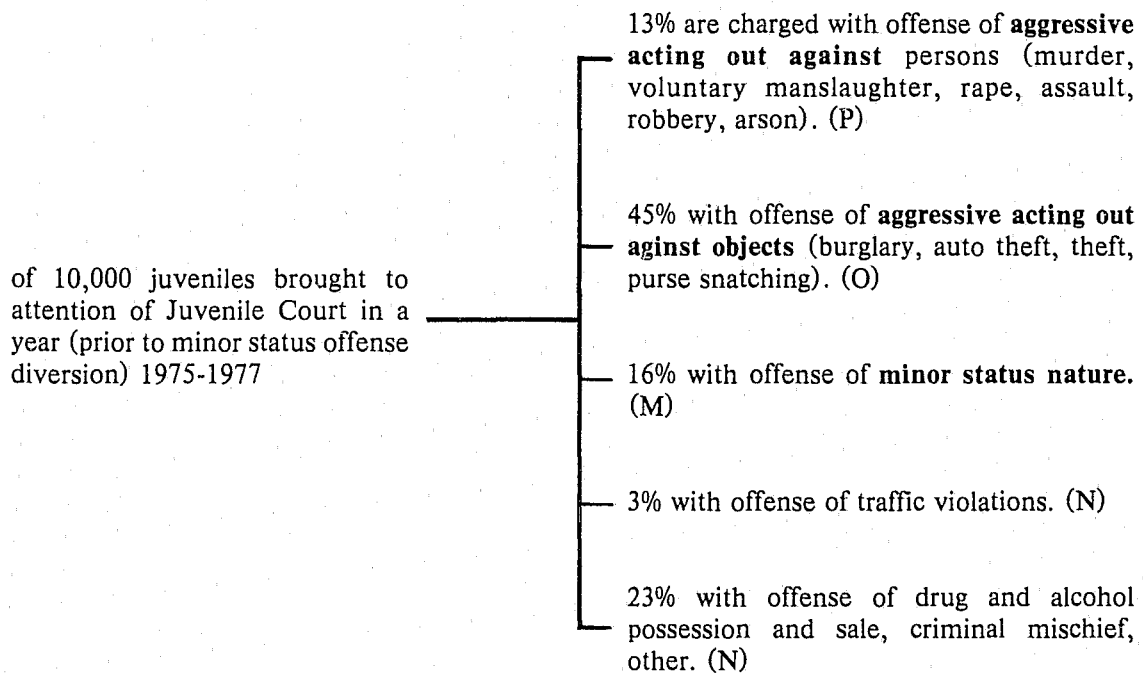 13% are charged with offense of aggressive
acting out against persons (murder,
voluntary manslaughter, rape, assault,
robbery, arson). (P)
45% with offense of aggressive acting out
aginst objects (burglary, auto theft, theft,
purse snatching). (O)
of 10,000 juveniles brought to
attention of Juvenile Court in a
year (prior to minor status offense
diversion) 1975-1977
16% with offense of minor status nature.
(M)
3% with offense of traffic violations. (N)
23% with offense of drug and alcohol
possession and sale, criminal mischief,
other. (N)